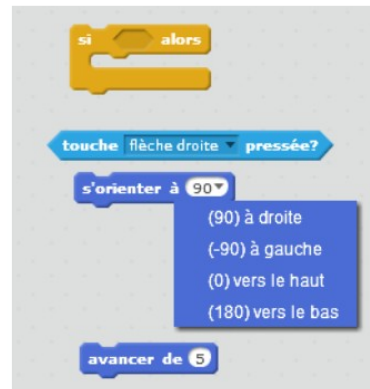 si alors
touche flèche droite pressée?
s'orienter à 90
(90) à droite
(-90) à gauche
(0) vers le haut
(180) vers le bas
avancer de 5